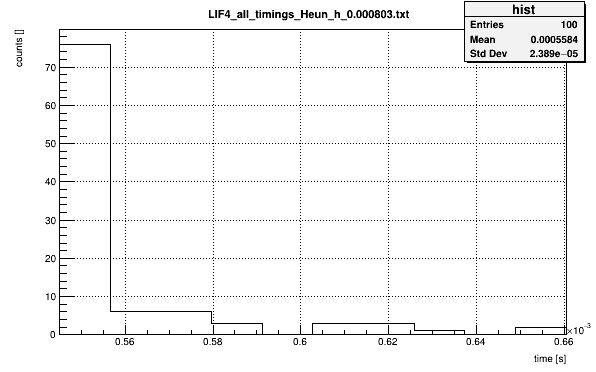 LIF4_all_timings_Heun_h_0.000803.txt
hist
Entries 100
Mean 0.0005584
Std Dev 2.389e−05
counts []
70
60
50
40
30
20
10
0
0.56 0.58 0.6 0.62 0.64 0.66
×10⁻³
time [s]